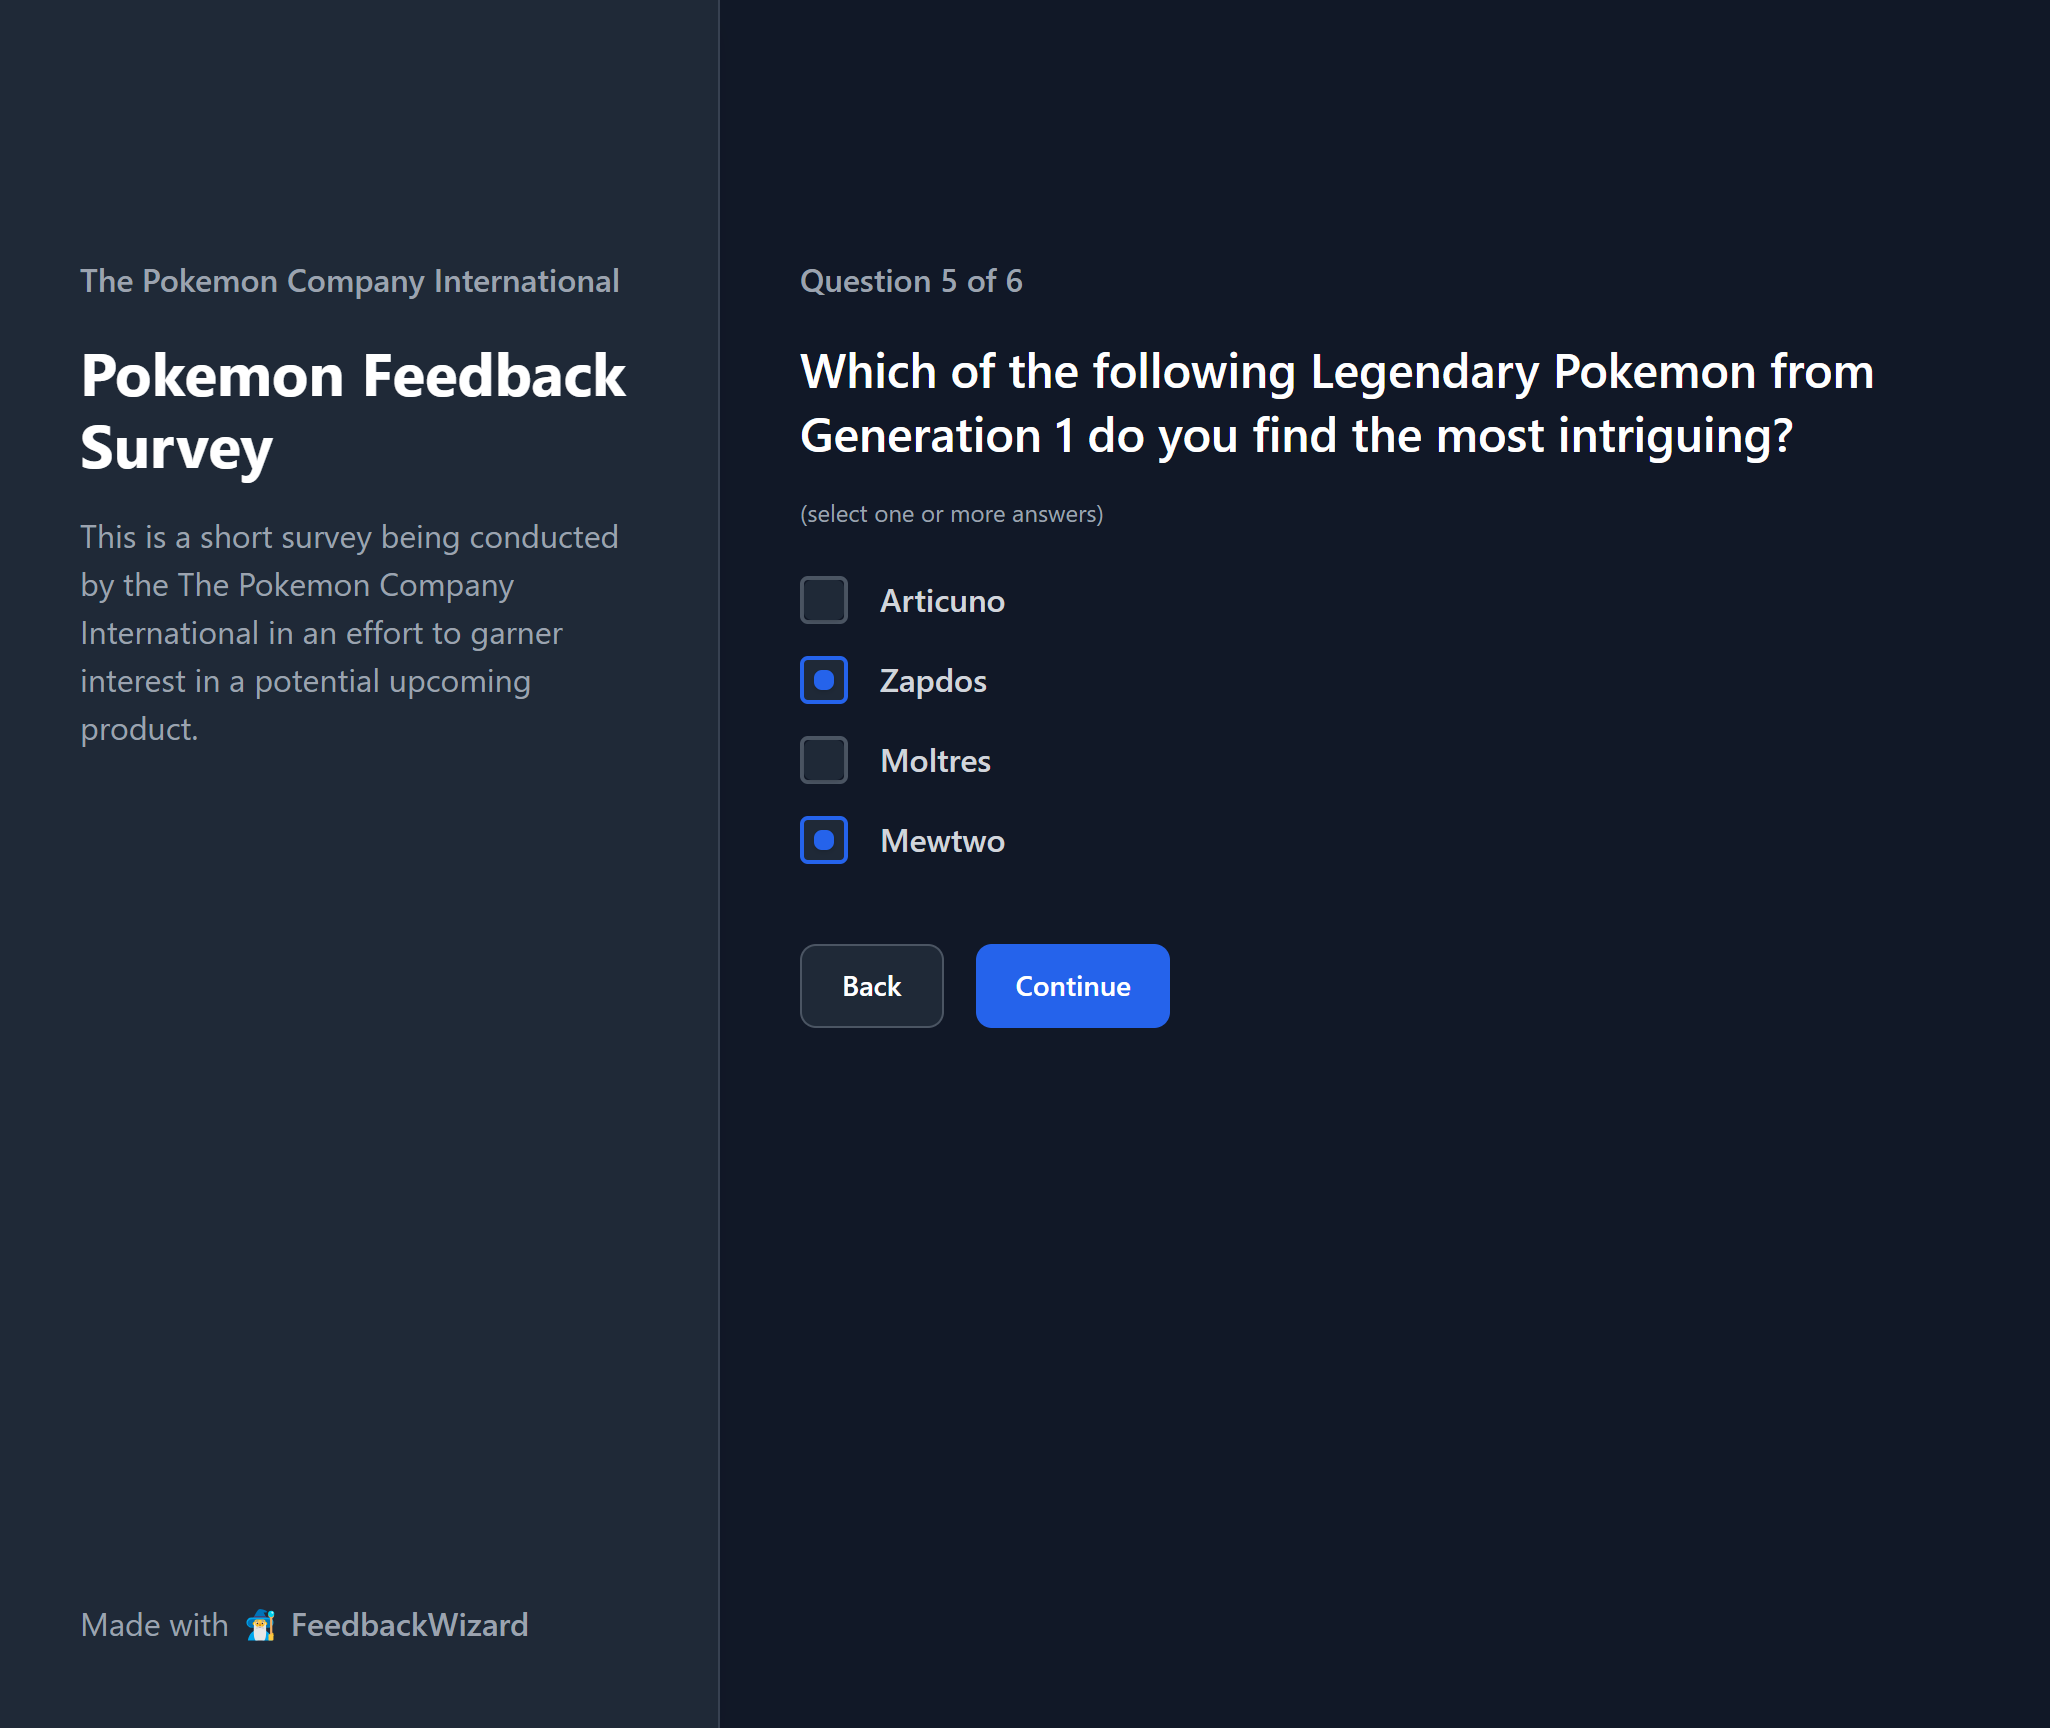 The Pokemon Company International
Pokemon Feedback
Survey
This is a short survey being conducted
by the The Pokemon Company
International in an effort to garner
interest in a potential upcoming
product.
Made with FeedbackWizard
Question 5 of 6
Which of the following Legendary Pokemon from
Generation 1 do you find the most intriguing?
(select one or more answers)
Articuno
Zapdos
Moltres
Mewtwo
Back
Continue